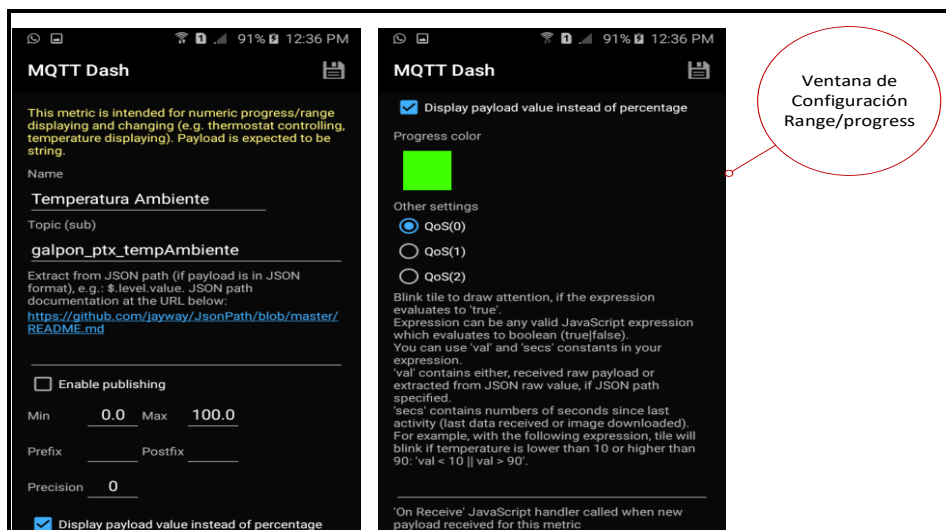 91% 12:36 PM
MQTT Dash
This metric is intended for numeric progress/range
displaying and changing (e.g. thermostat controlling,
temperature displaying). Payload is expected to be
string.
Name
Temperatura Ambiente
Topic (sub)
galpon_ptx_tempAmbiente
Extract from JSON path (if payload is in JSON
format), e.g.: $.level.value. JSON path
documentation at the URL below:
https://github.com/jayway/JsonPath/blob/master/
README.md
Enable publishing
Min 0.0 Max 100.0
Prefix Postfix
Precision 0
Display payload value instead of percentage
1 91% 12:36 PM
MQTT Dash
Display payload value instead of percentage
Progress color
Other settings
QoS(0)
QoS(1)
QoS(2)
Blink tile to draw attention, if the expression
evaluates to 'true'.
Expression can be any valid JavaScript expression
which evaluates to boolean (true|false).
You can use 'val' and 'secs' constants in your
expression.
'val' contains either, received raw payload or
extracted from JSON raw value, if JSON path
specified.
'secs' contains numbers of seconds since last
activity (last data received or image downloaded).
For example, with the following expression, tile will
blink if temperature is lower than 10 or higher than
90: 'val < 10 || val > 90'.
'On Receive' JavaScript handler called when new
payload received for this metric
Ventana de
Configuración
Range/progress